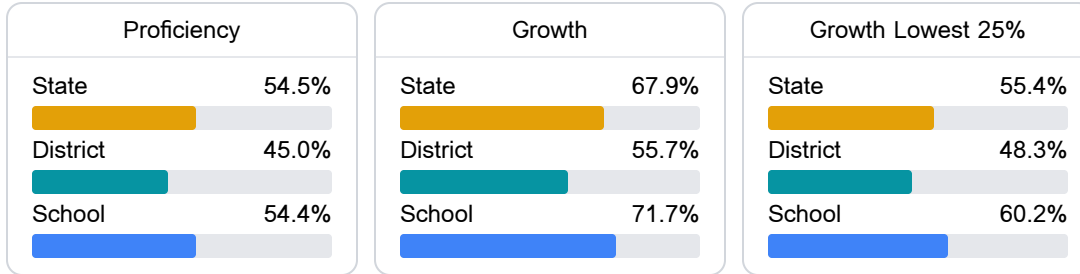 Proficiency
State 54.5%
District 45.0%
School 54.4%
Growth
State 67.9%
District 55.7%
School 71.7%
Growth Lowest 25%
State 55.4%
District 48.3%
School 60.2%